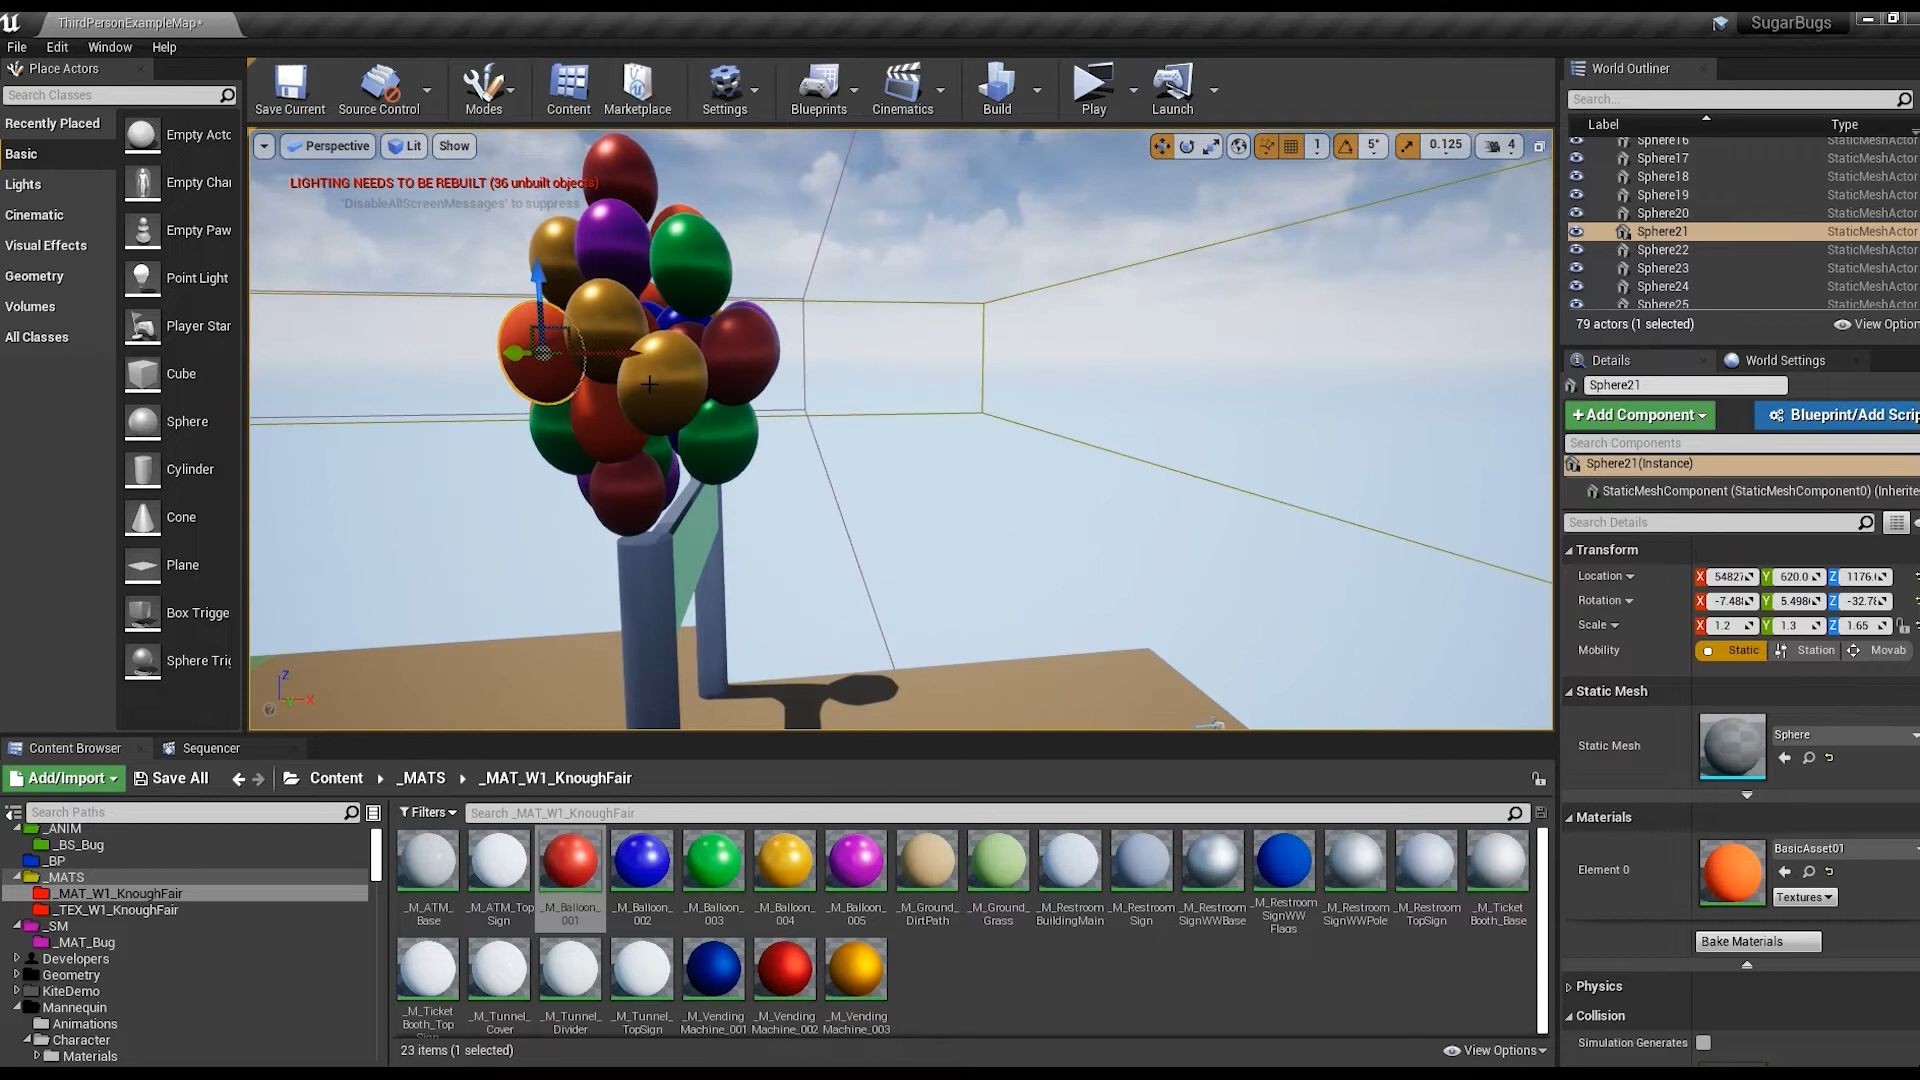 ThirdPersonExampleMap*
SugarBugs
File Edit Window Help
Place Actors
Search Classes
Recently Placed
Basic
Lights
Cinematic
Visual Effects
Geometry
Volumes
All Classes
Empty Acto
Empty Cha
Empty Paw
Point Light
Player Star
Cube
Sphere
Cylinder
Cone
Plane
Box Trigge
Sphere Trig
Save Current
Source Control
Modes
Content
Marketplace
Settings
Blueprints
Cinematics
Build
Play
Launch
Perspective
Lit
Show
1
5°
0.125
4
LIGHTING NEEDS TO BE REBUILT (36 unbuilt objects)
'DisableAllScreenMessages' to suppress
Z
Y
X
World Outliner
Search...
Label Type
Sphere16 StaticMeshActor
Sphere17 StaticMeshActor
Sphere18 StaticMeshActor
Sphere19 StaticMeshActor
Sphere20 StaticMeshActor
Sphere21 StaticMeshActor
Sphere22 StaticMeshActor
Sphere23 StaticMeshActor
Sphere24 StaticMeshActor
Sphere25 StaticMeshActor
79 actors (1 selected)
View Option
Details
World Settings
Sphere21
+Add Component
Blueprint/Add Scrip
Search Components
Sphere21(Instance)
StaticMeshComponent (StaticMeshComponent0) (Inherite
Search Details
Transform
Location X 54827 Y 620.0 Z 1176.
Rotation X -7.48 Y 5.498 Z -32.78
Scale X 1.2 Y 1.3 Z 1.65
Mobility Static Station Movab
Static Mesh
Static Mesh
Sphere
Materials
Element 0
BasicAsset01
Textures
Bake Materials
Physics
Collision
Simulation Generates
Content Browser
Sequencer
Add/Import
Save All
Content
_MATS
_MAT_W1_KnoughFair
Search Paths
Filters
Search _MAT_W1_KnoughFair
_ANIM
_BS_Bug
_BP
_MATS
_MAT_W1_KnoughFair
_TEX_W1_KnoughFair
_SM
_MAT_Bug
Developers
Geometry
KiteDemo
Mannequin
Animations
Character
Materials
_M_ATM_
Base
_M_ATM_Top
Sign
_M_Balloon_
001
_M_Balloon_
002
_M_Balloon_
003
_M_Balloon_
004
_M_Balloon_
005
_M_Ground_
DirtPath
_M_Ground_
Grass
_M_Restroom
BuildingMain
_M_Restroom
Sign
_M_Restroom
SignWWBase
_M_Restroom
SignWW
Flags
_M_Restroom
SignWWPole
_M_Restroom
TopSign
_M_Ticket
Booth_Base
_M_Ticket
Booth_Top
Sign
_M_Tunnel_
Cover
_M_Tunnel_
Divider
_M_Tunnel_
TopSign
_M_Vending
Machine_001
_M_Vending
Machine_002
_M_Vending
Machine_003
23 items (1 selected)
View Options